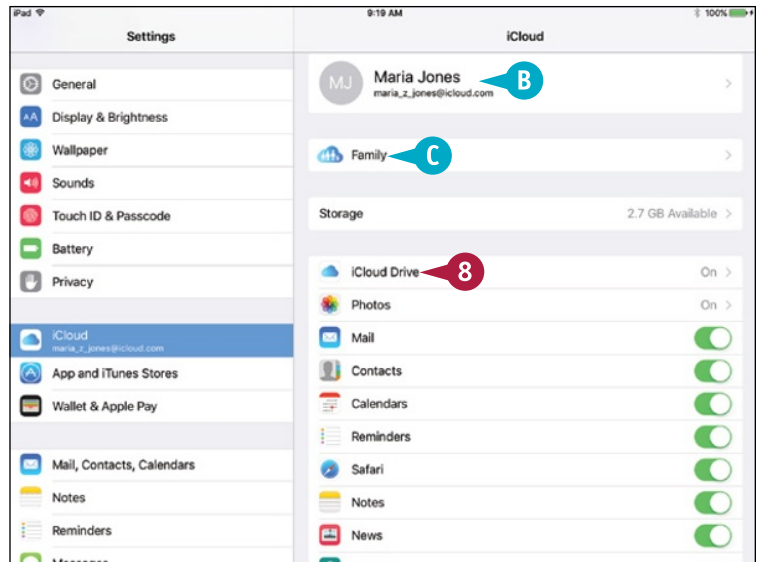 iPad
9:19 AM
100%
Settings
iCloud
General
Display & Brightness
Wallpaper
Sounds
Touch ID & Passcode
Battery
Privacy
iCloud
maria_z_jones@icloud.com
App and iTunes Stores
Wallet & Apple Pay
Mail, Contacts, Calendars
Notes
Reminders
Messages
MJ
Maria Jones
maria_z_jones@icloud.com
B
Family
C
Storage
2.7 GB Available
iCloud Drive
8
On
Photos
On
Mail
Contacts
Calendars
Reminders
Safari
Notes
News